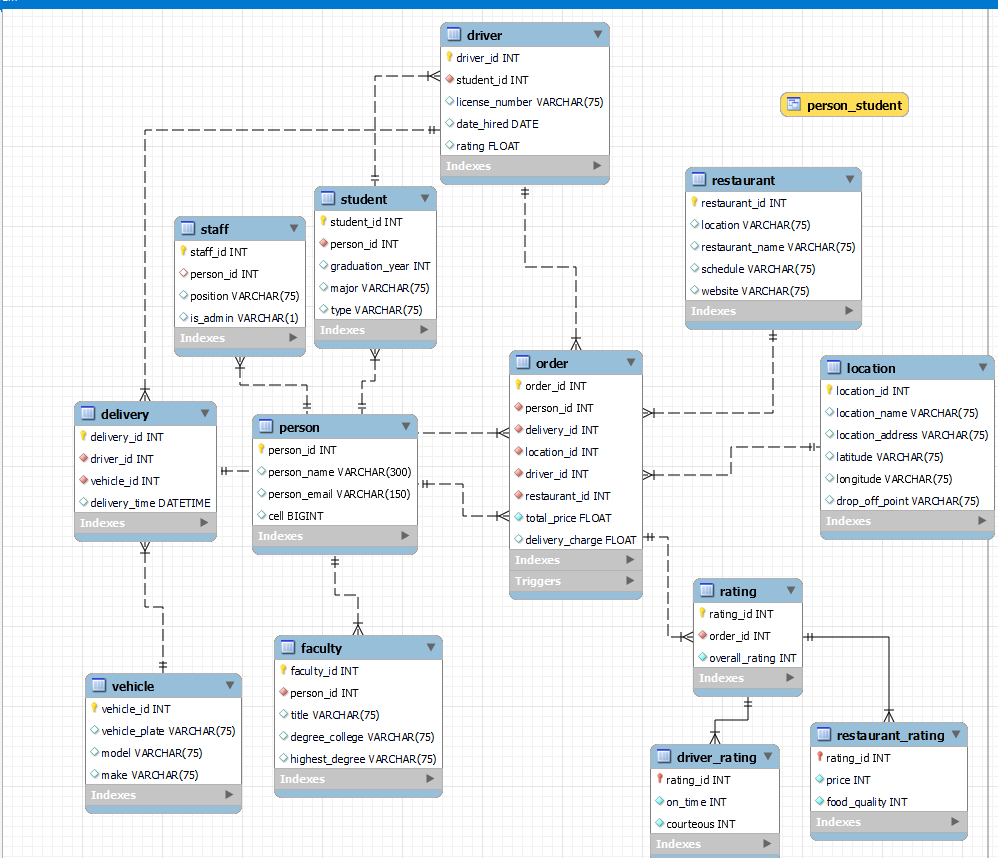 driver
driver_id INT
student_id INT
license_number VARCHAR(75)
date_hired DATE
rating FLOAT
Indexes
person_student
restaurant
restaurant_id INT
location VARCHAR(75)
restaurant_name VARCHAR(75)
schedule VARCHAR(75)
website VARCHAR(75)
Indexes
student
student_id INT
person_id INT
graduation_year INT
major VARCHAR(75)
type VARCHAR(75)
Indexes
staff
staff_id INT
person_id INT
position VARCHAR(75)
is_admin VARCHAR(1)
Indexes
order
order_id INT
person_id INT
delivery_id INT
location_id INT
driver_id INT
restaurant_id INT
total_price FLOAT
delivery_charge FLOAT
Indexes
Triggers
location
location_id INT
location_name VARCHAR(75)
location_address VARCHAR(75)
latitude VARCHAR(75)
longitude VARCHAR(75)
drop_off_point VARCHAR(75)
Indexes
delivery
delivery_id INT
driver_id INT
vehicle_id INT
delivery_time DATETIME
Indexes
person
person_id INT
person_name VARCHAR(300)
person_email VARCHAR(150)
cell BIGINT
Indexes
rating
rating_id INT
order_id INT
overall_rating INT
Indexes
faculty
faculty_id INT
person_id INT
title VARCHAR(75)
degree_college VARCHAR(75)
highest_degree VARCHAR(75)
Indexes
vehicle
vehicle_id INT
vehicle_plate VARCHAR(75)
model VARCHAR(75)
make VARCHAR(75)
Indexes
driver_rating
rating_id INT
on_time INT
courteous INT
Indexes
restaurant_rating
rating_id INT
price INT
food_quality INT
Indexes